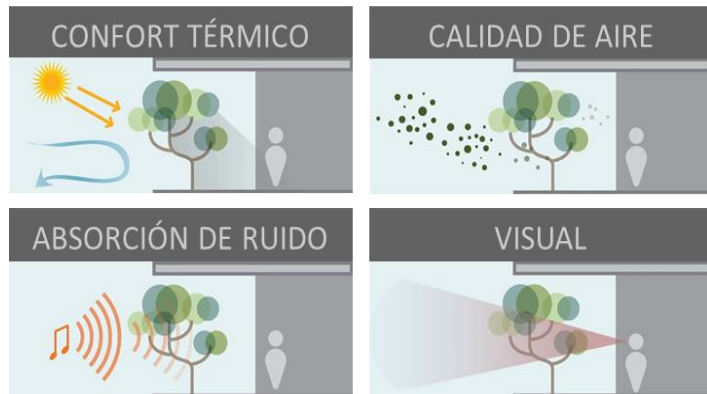 CONFORT TÉRMICO
CALIDAD DE AIRE
ABSORCIÓN DE RUIDO
VISUAL